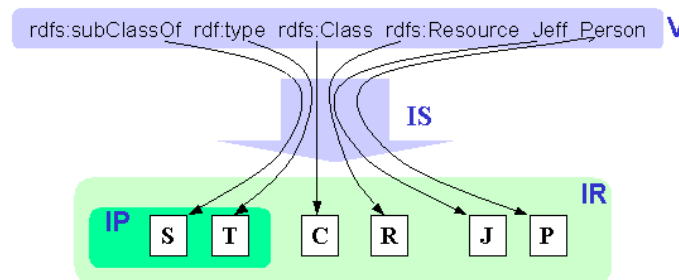 rdfs:subClassOf rdf:type rdfs:Class rdfs:Resource Jeff Person V
IS
IR
IP S T C R J P